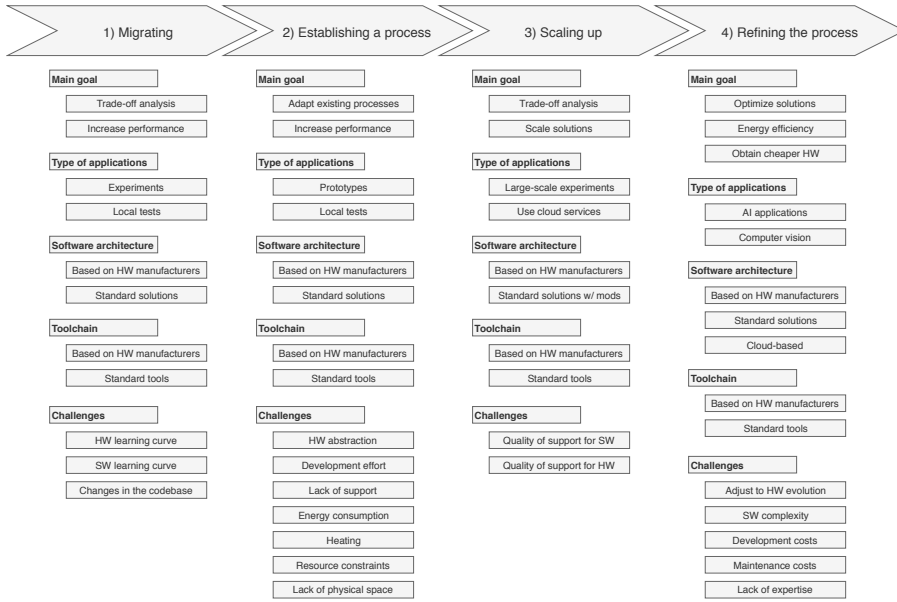 1) Migrating
2) Establishing a process
3) Scaling up
4) Refining the process
Main goal
Trade-off analysis
Increase performance
Type of applications
Experiments
Local tests
Software architecture
Based on HW manufacturers
Standard solutions
Toolchain
Based on HW manufacturers
Standard tools
Challenges
HW learning curve
SW learning curve
Changes in the codebase
Main goal
Adapt existing processes
Increase performance
Type of applications
Prototypes
Local tests
Software architecture
Based on HW manufacturers
Standard solutions
Toolchain
Based on HW manufacturers
Standard tools
Challenges
HW abstraction
Development effort
Lack of support
Energy consumption
Heating
Resource constraints
Lack of physical space
Main goal
Trade-off analysis
Scale solutions
Type of applications
Large-scale experiments
Use cloud services
Software architecture
Based on HW manufacturers
Standard solutions w/ mods
Toolchain
Based on HW manufacturers
Standard tools
Challenges
Quality of support for SW
Quality of support for HW
Main goal
Optimize solutions
Energy efficiency
Obtain cheaper HW
Type of applications
AI applications
Computer vision
Software architecture
Based on HW manufacturers
Standard solutions
Cloud-based
Toolchain
Based on HW manufacturers
Standard tools
Challenges
Adjust to HW evolution
SW complexity
Development costs
Maintenance costs
Lack of expertise